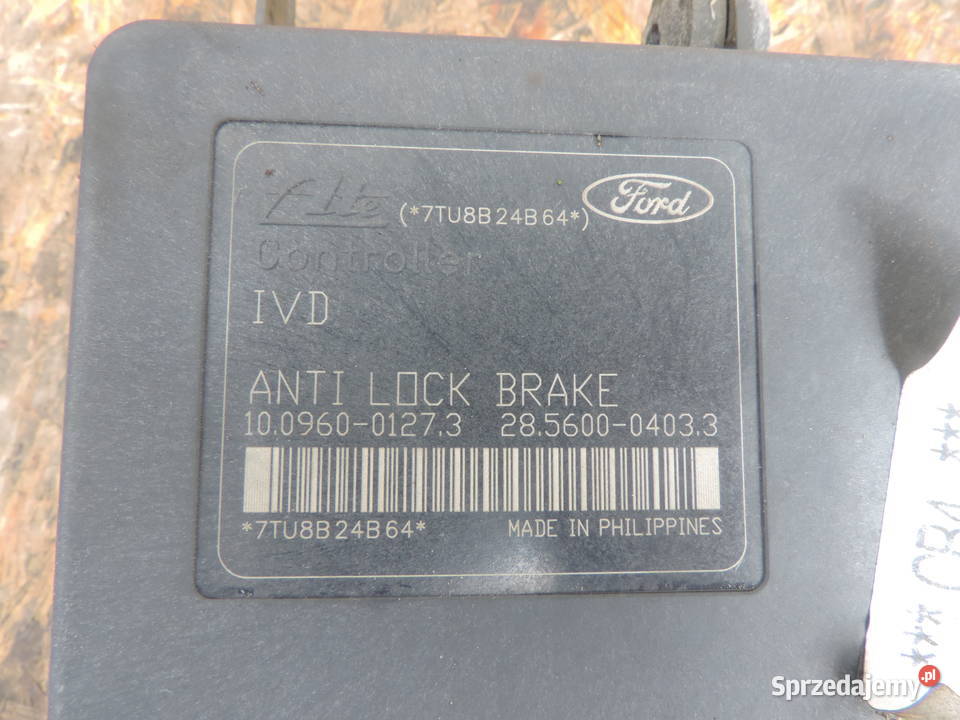 Ate (*7TU8B24B64*) Ford
Controller
IVD
ANTI LOCK BRAKE
10.0960-0127.3 28.5600-0403.3
*7TU8B24B64* MADE IN PHILIPPINES
*** CB4 ***
Sprzedajemy.pl